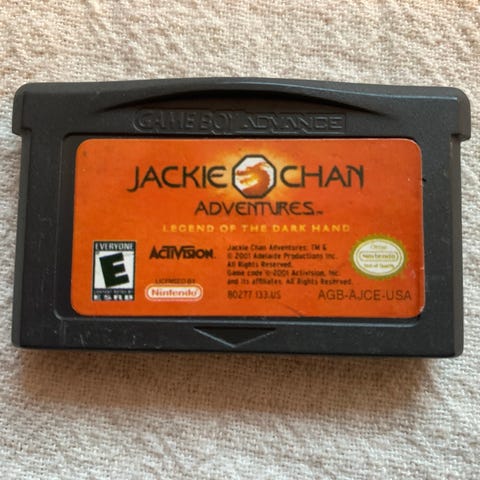 GAME BOY ADVANCE
JACKIE CHAN
ADVENTURES™
LEGEND OF THE DARK HAND
EVERYONE
E
ESRB
ACTIVISION.
LICENSED BY
Nintendo
Jackie Chan Adventures: TM &
© 2001 Adelaide Productions Inc.
All Rights Reserved.
Game code © 2001 Activision, Inc.
and its affiliates. All Rights Reserved.
80277.133.US
AGB-AJCE-USA
Nintendo